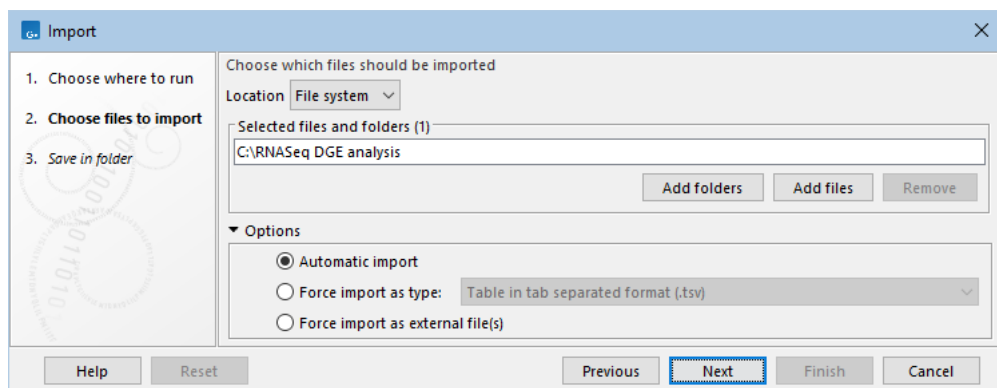 Import
1. Choose where to run
2. Choose files to import
3. Save in folder
Choose which files should be imported
Location File system
Selected files and folders (1)
C:\RNASeq DGE analysis
Add folders Add files Remove
Options
Automatic import
Force import as type: Table in tab separated format (.tsv)
Force import as external file(s)
Help Reset Previous Next Finish Cancel